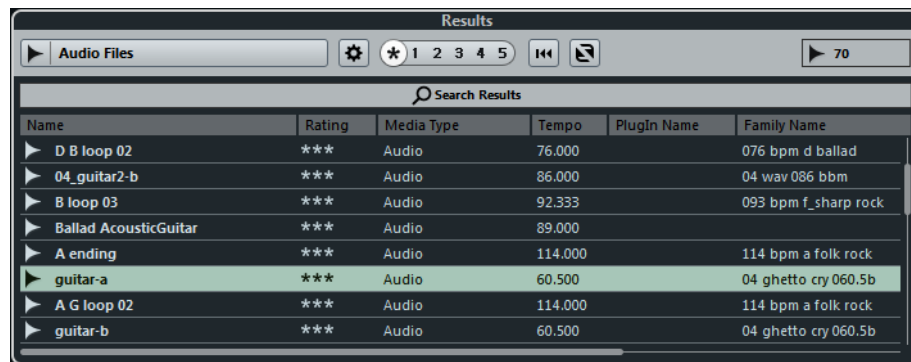 Results
Audio Files * 1 2 3 4 5 70
Search Results
Name Rating Media Type Tempo PlugIn Name Family Name
D B loop 02 *** Audio 76.000 076 bpm d ballad
04_guitar2-b *** Audio 86.000 04 wav 086 bbm
B loop 03 *** Audio 92.333 093 bpm f_sharp rock
Ballad AcousticGuitar *** Audio 89.000
A ending *** Audio 114.000 114 bpm a folk rock
guitar-a *** Audio 60.500 04 ghetto cry 060.5b
A G loop 02 *** Audio 114.000 114 bpm a folk rock
guitar-b *** Audio 60.500 04 ghetto cry 060.5b